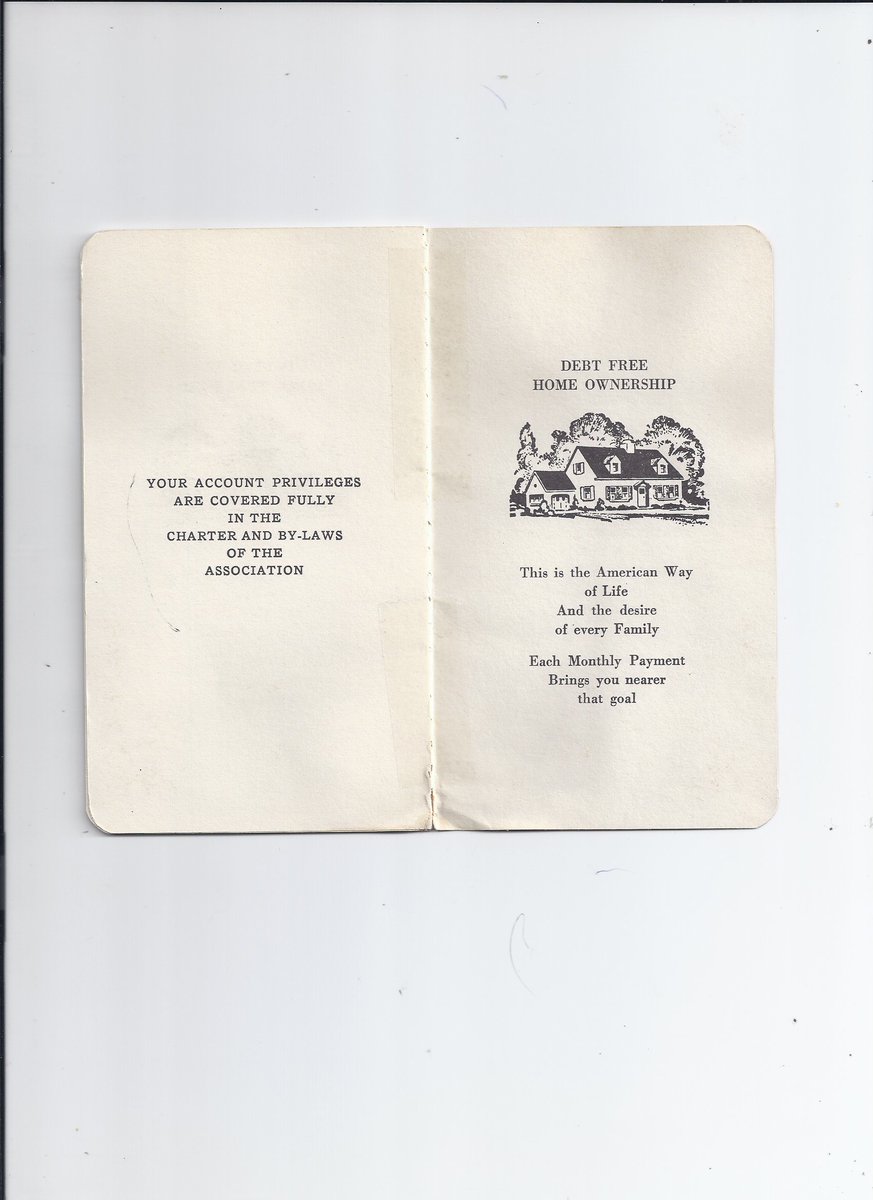 YOUR ACCOUNT PRIVILEGES
ARE COVERED FULLY
IN THE
CHARTER AND BY-LAWS
OF THE
ASSOCIATION
DEBT FREE
HOME OWNERSHIP
This is the American Way
of Life
And the desire
of every Family
Each Monthly Payment
Brings you nearer
that goal